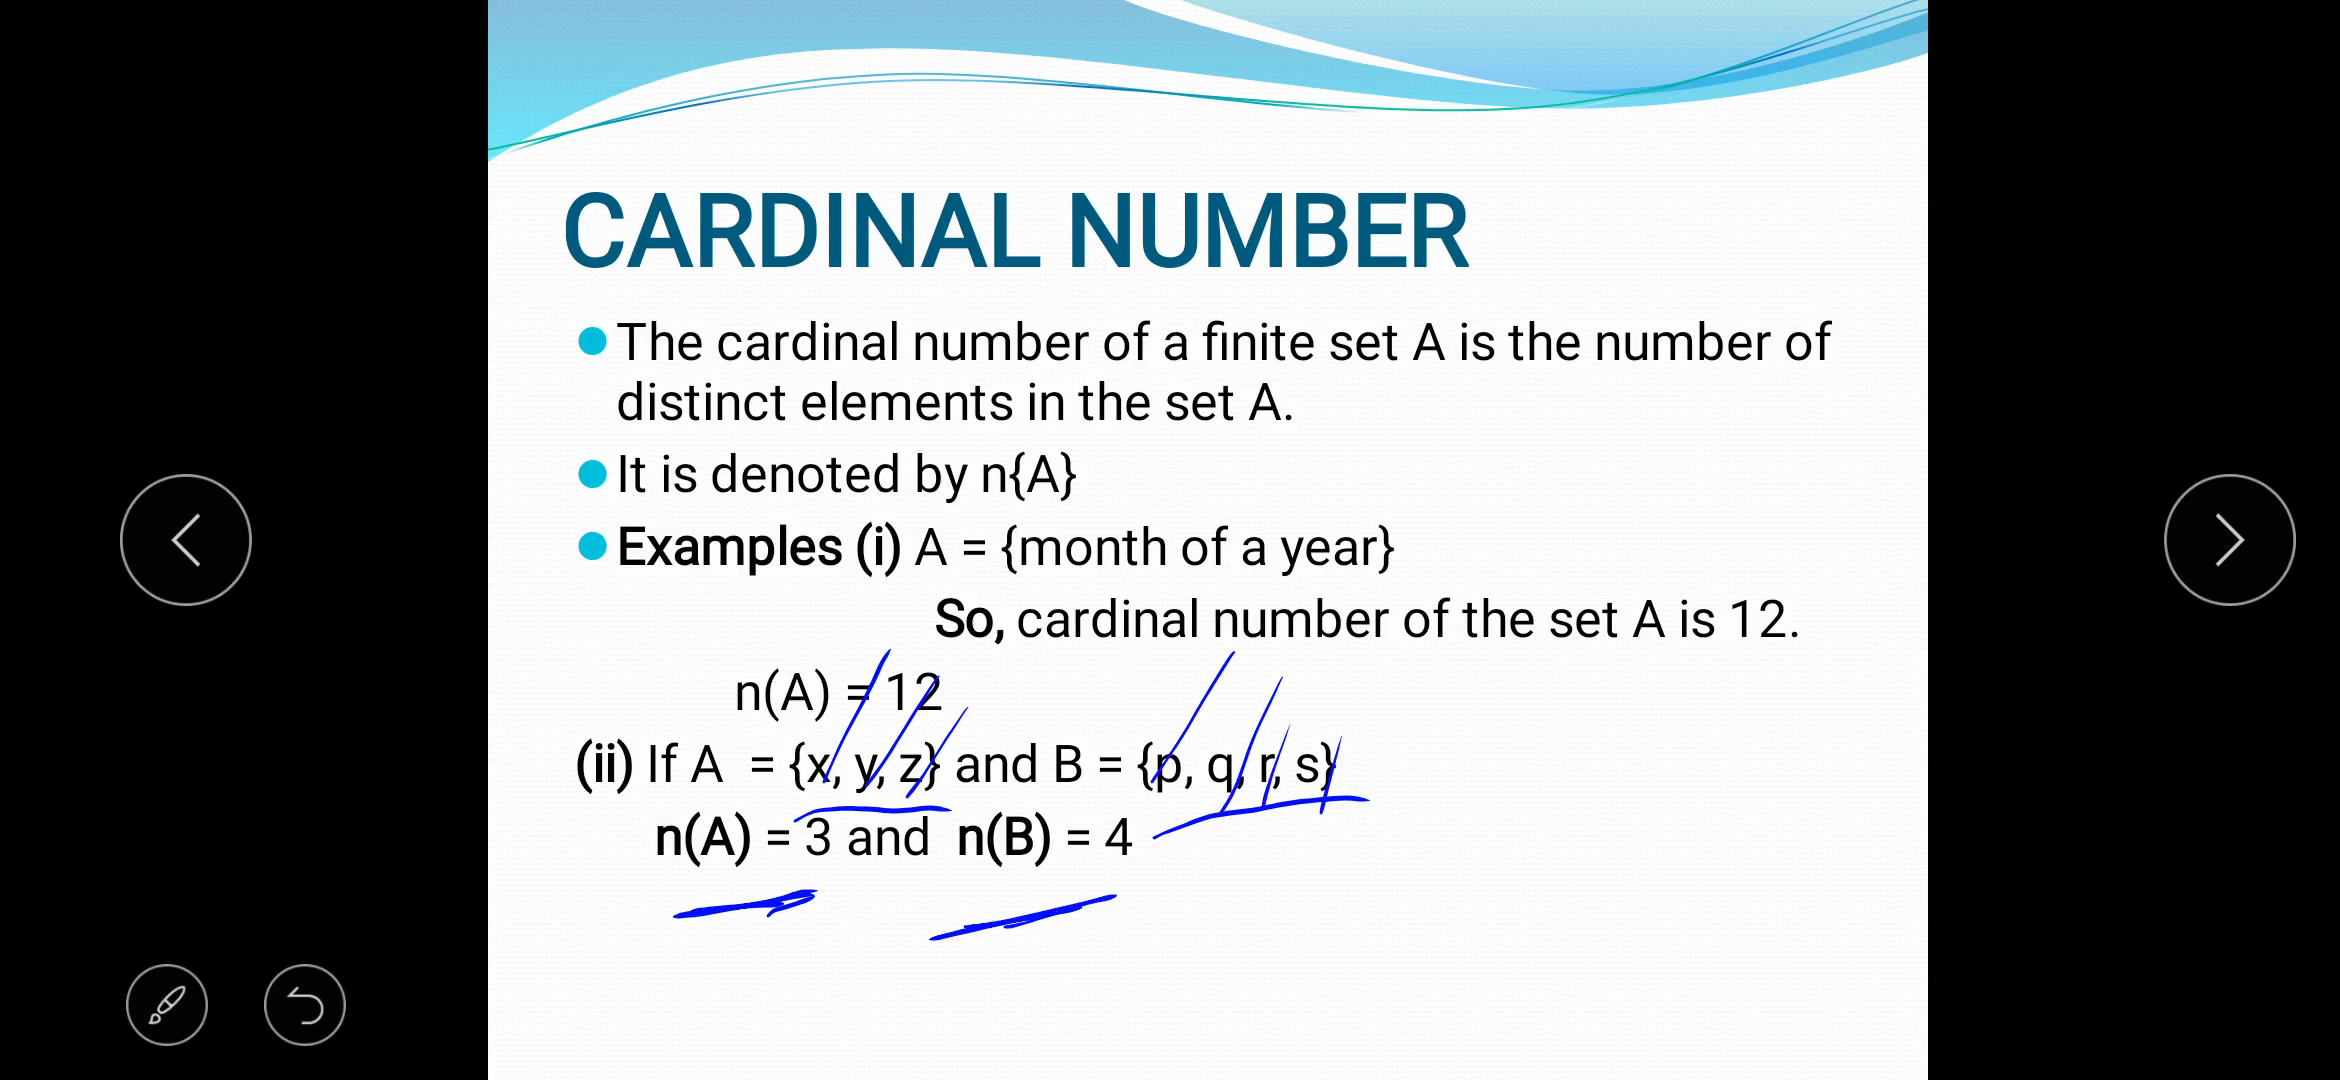 CARDINAL NUMBER
The cardinal number of a finite set A is the number of
distinct elements in the set A.
It is denoted by n{A}
Examples (i) A = {month of a year}
So, cardinal number of the set A is 12.
n(A) = 12
(ii) If A = {x, y, z} and B = {p, q, r, s}
n(A) = 3 and n(B) = 4